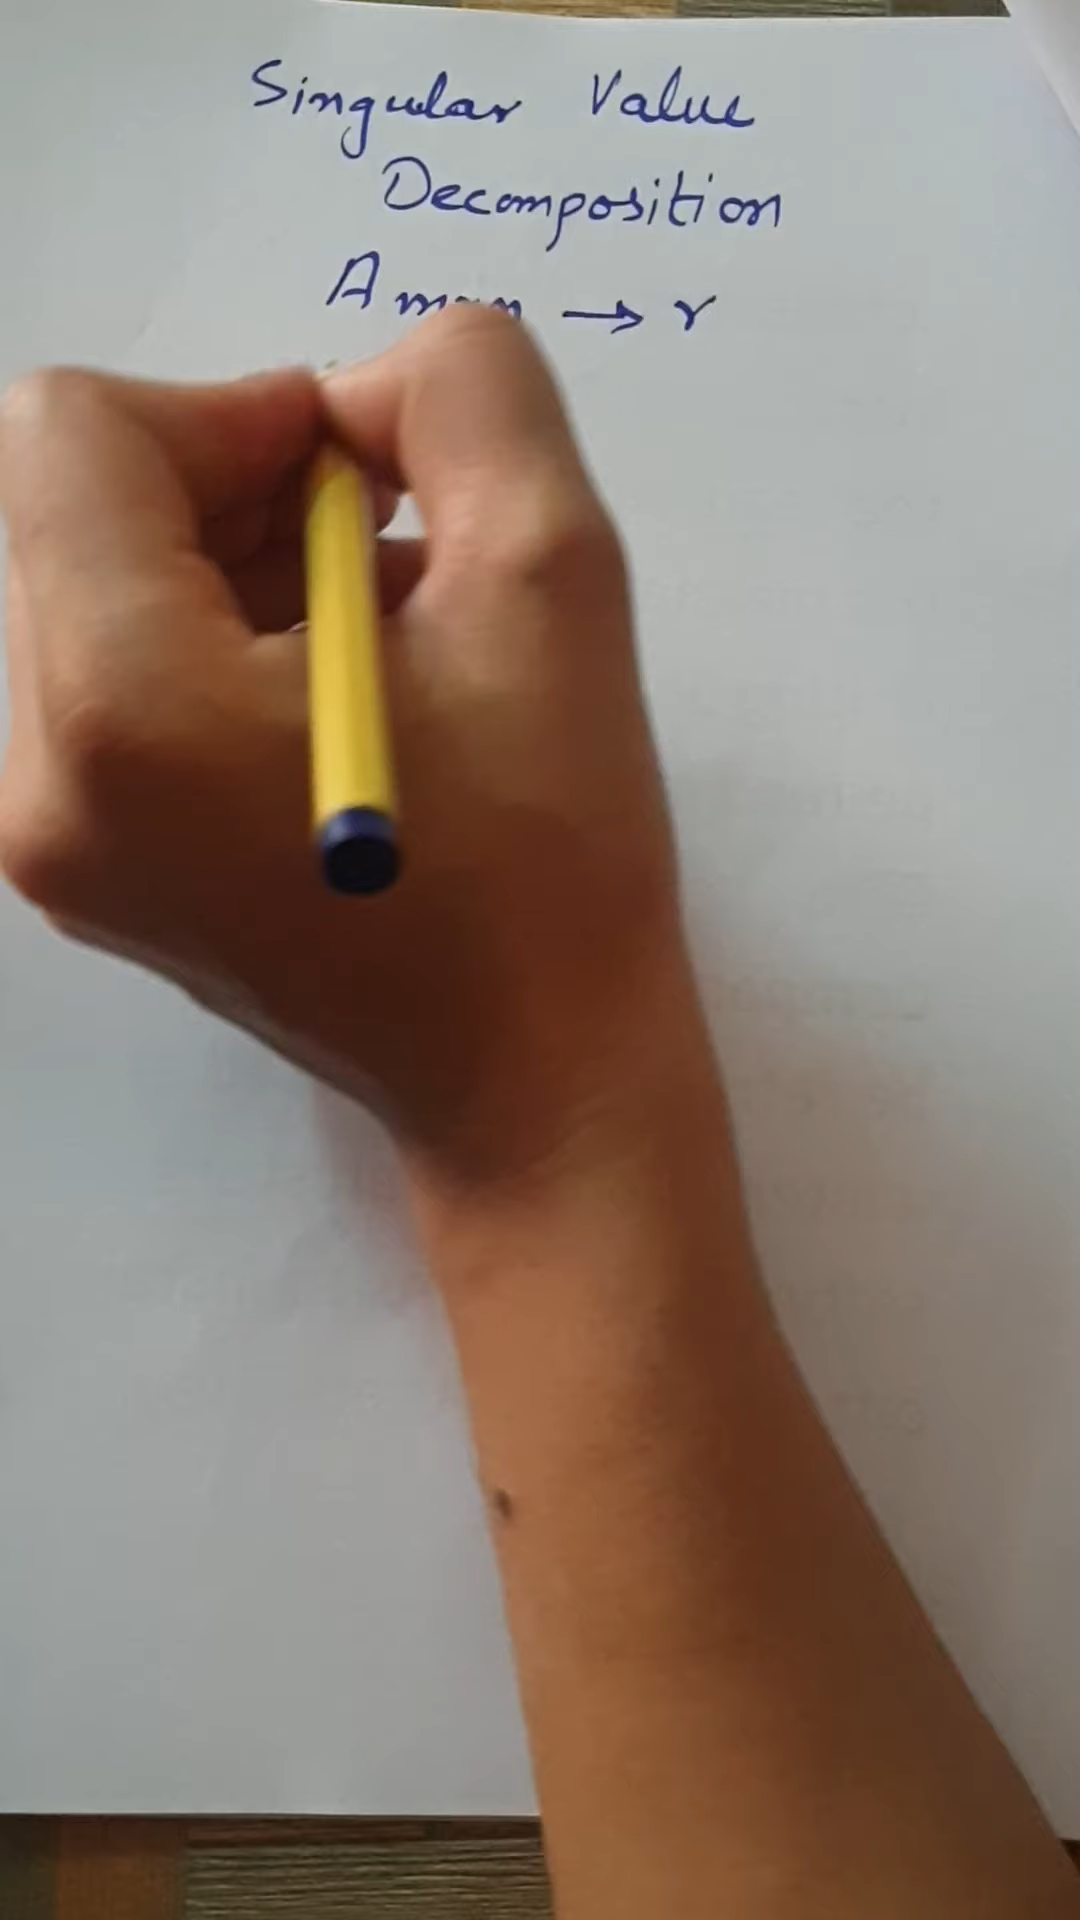 Singular Value
Decomposition
A m×n → r